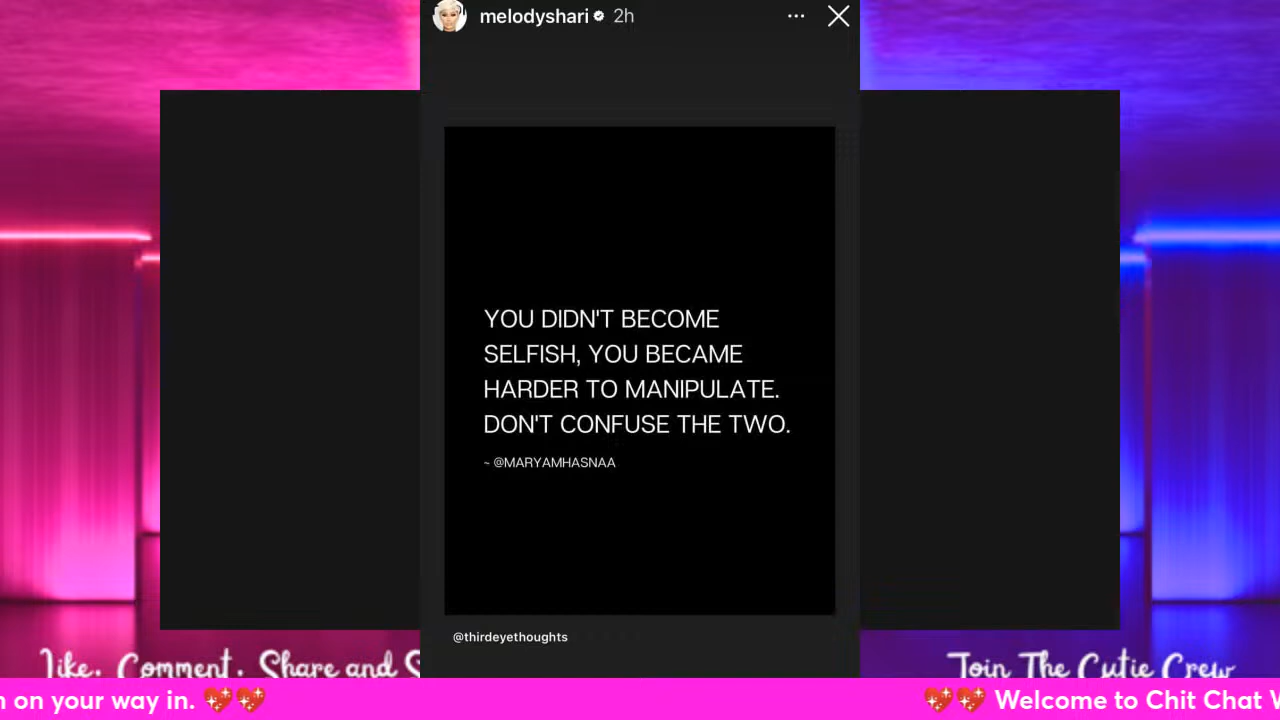 melodyshari 2h
YOU DIDN'T BECOME
SELFISH, YOU BECAME
HARDER TO MANIPULATE.
DON'T CONFUSE THE TWO.
~ @MARYAMHASNAA
@thirdeyethoughts
Like. Comment. Share and
Join The Cutie Crew
on your way in. 💖💖
💖💖 Welcome to Chit Chat